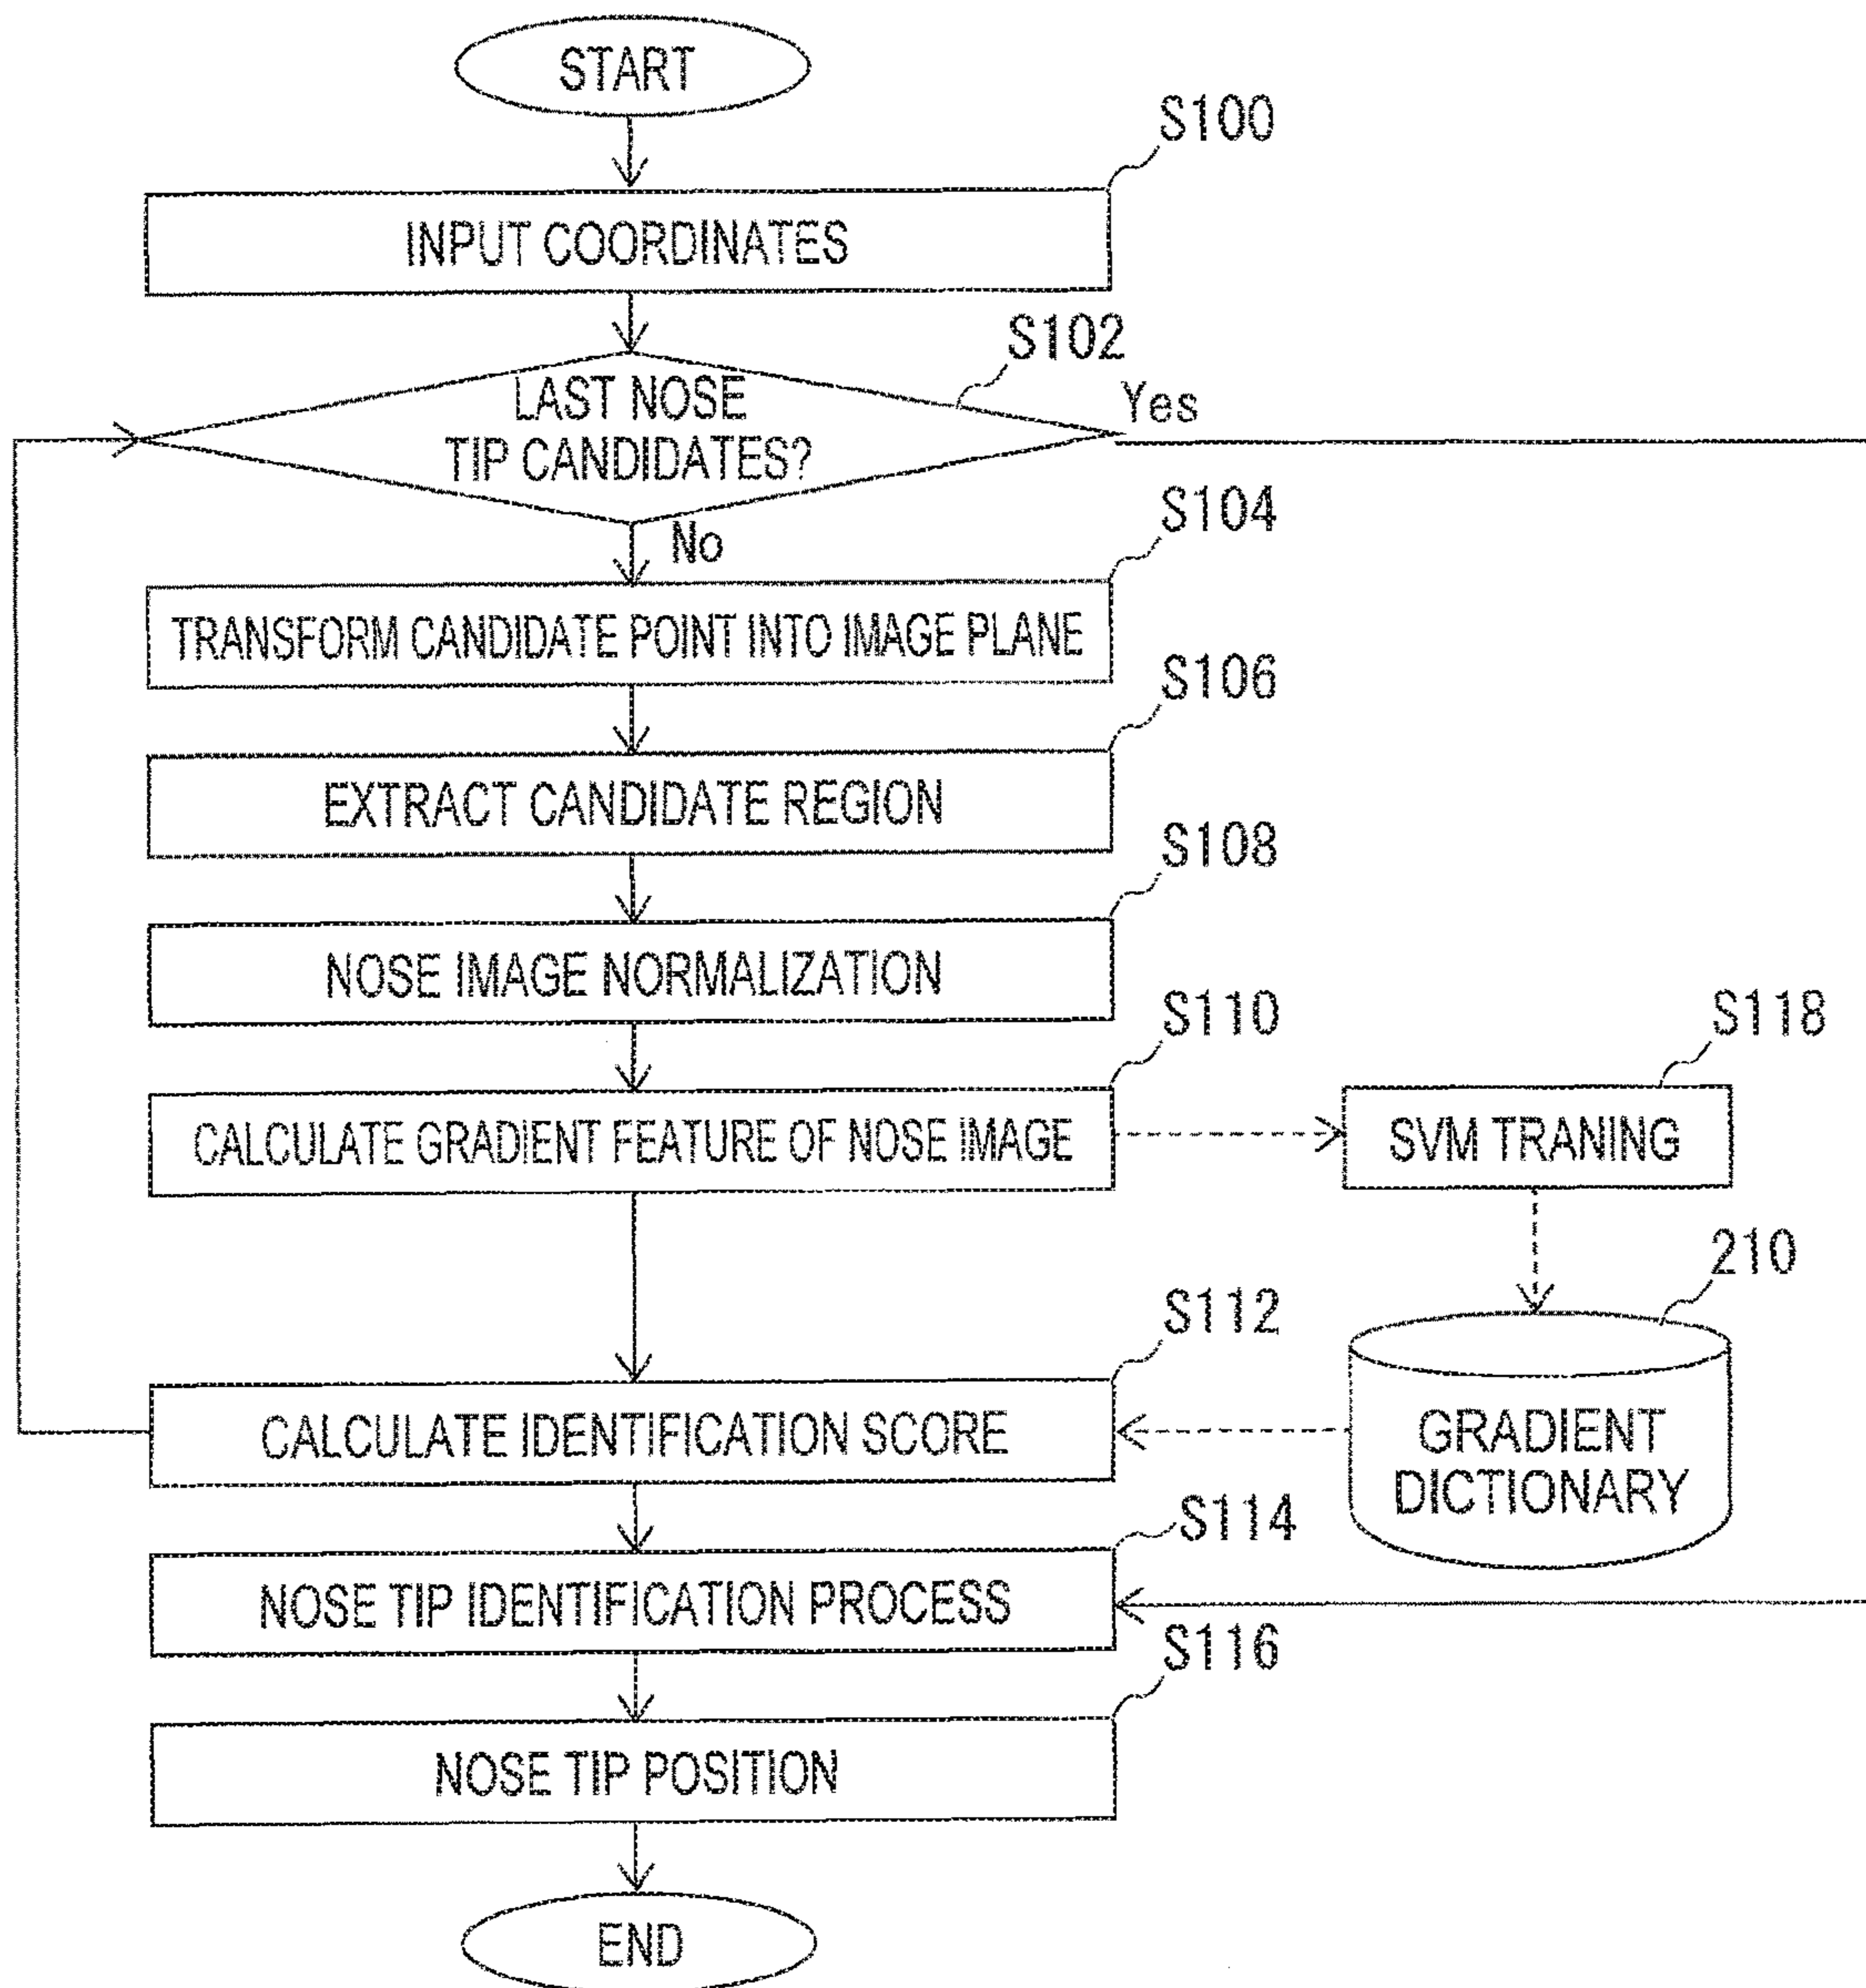 START
S100
INPUT COORDINATES
S102
LAST NOSE
TIP CANDIDATES?
Yes
No
S104
TRANSFORM CANDIDATE POINT INTO IMAGE PLANE
S106
EXTRACT CANDIDATE REGION
S108
NOSE IMAGE NORMALIZATION
S110
CALCULATE GRADIENT FEATURE OF NOSE IMAGE
S118
SVM TRANING
210
GRADIENT
DICTIONARY
S112
CALCULATE IDENTIFICATION SCORE
S114
NOSE TIP IDENTIFICATION PROCESS
S116
NOSE TIP POSITION
END